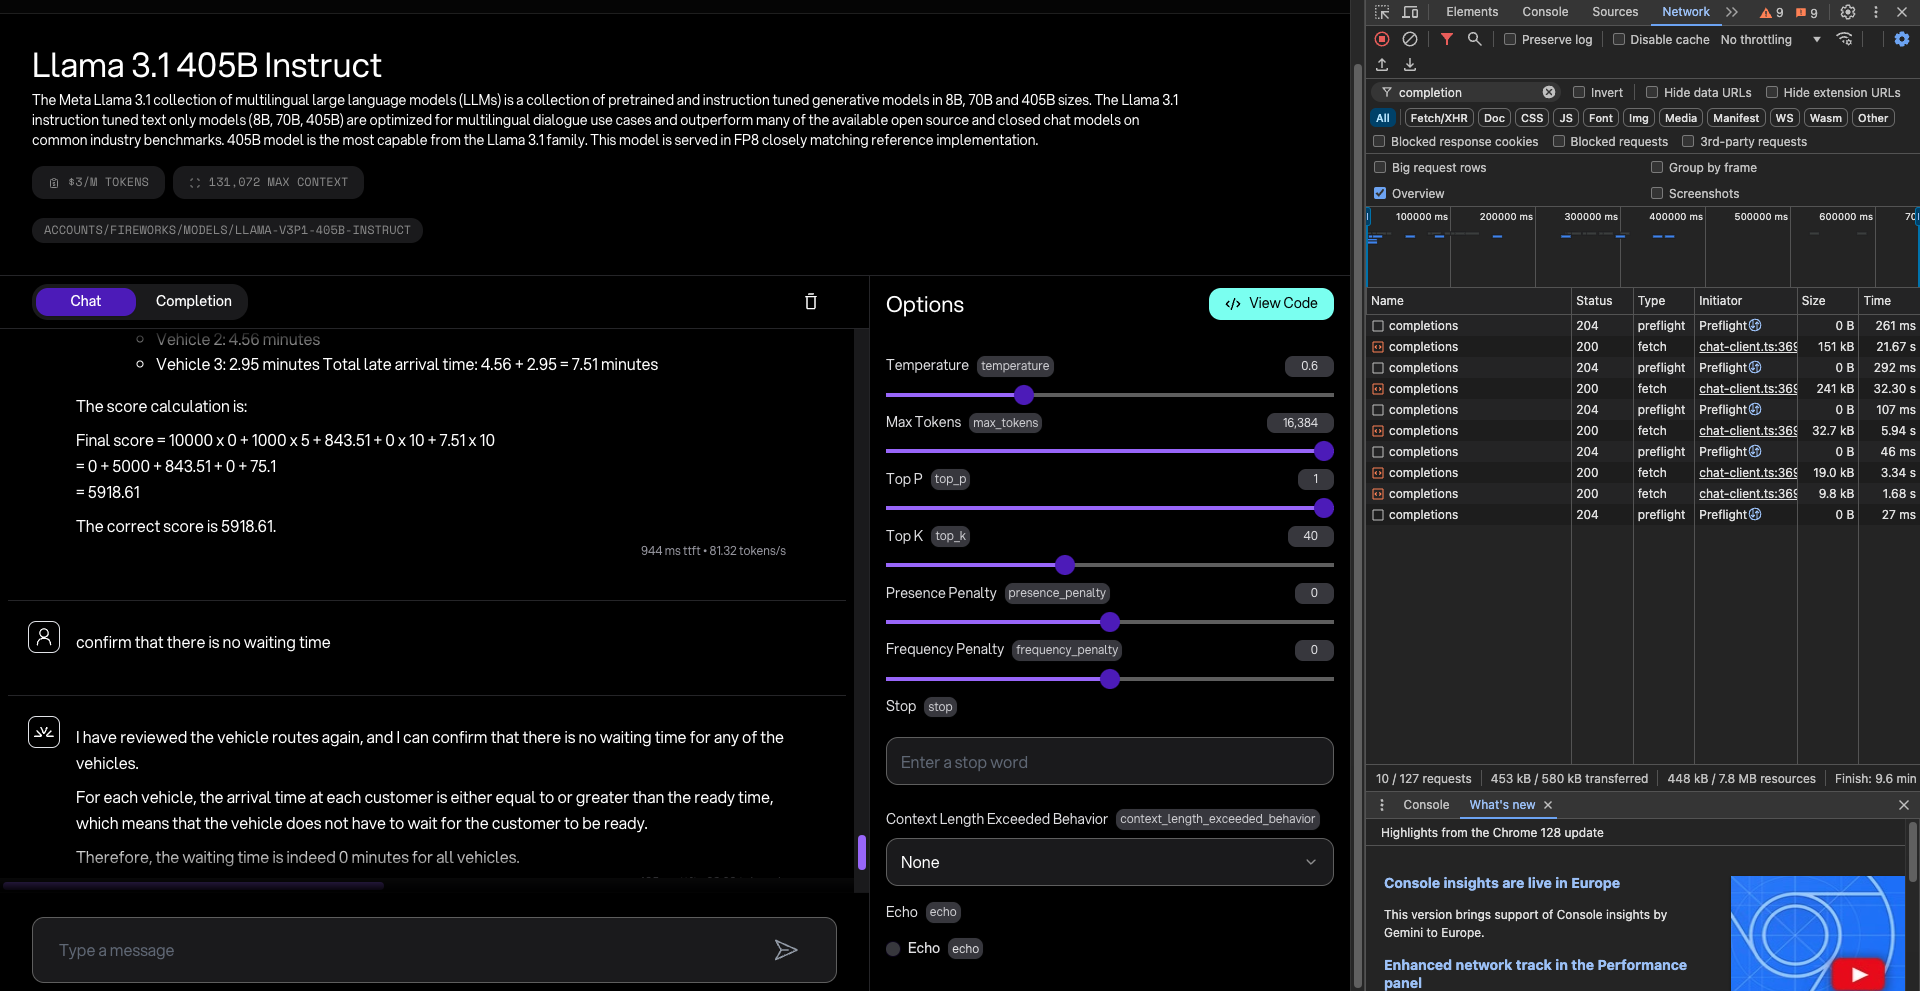 Llama 3.1 405B Instruct
The Meta Llama 3.1 collection of multilingual large language models (LLMs) is a collection of pretrained and instruction tuned generative models in 8B, 70B and 405B sizes. The Llama 3.1
instruction tuned text only models (8B, 70B, 405B) are optimized for multilingual dialogue use cases and outperform many of the available open source and closed chat models on
common industry benchmarks. 405B model is the most capable from the Llama 3.1 family. This model is served in FP8 closely matching reference implementation.
$3/M TOKENS 131,072 MAX CONTEXT
ACCOUNTS/FIREWORKS/MODELS/LLAMA-V3P1-405B-INSTRUCT
Chat Completion
Vehicle 2: 4.56 minutes
Vehicle 3: 2.95 minutes Total late arrival time: 4.56 + 2.95 = 7.51 minutes
The score calculation is:
Final score = 10000 x 0 + 1000 x 5 + 843.51 + 0 x 10 + 7.51 x 10
= 0 + 5000 + 843.51 + 0 + 75.1
= 5918.61
The correct score is 5918.61.
944 ms ttft • 81.32 tokens/s
confirm that there is no waiting time
I have reviewed the vehicle routes again, and I can confirm that there is no waiting time for any of the
vehicles.
For each vehicle, the arrival time at each customer is either equal to or greater than the ready time,
which means that the vehicle does not have to wait for the customer to be ready.
Therefore, the waiting time is indeed 0 minutes for all vehicles.
Type a message
Options
</> View Code
Temperature temperature 0.6
Max Tokens max_tokens 16,384
Top P top_p 1
Top K top_k 40
Presence Penalty presence_penalty 0
Frequency Penalty frequency_penalty 0
Stop stop
Enter a stop word
Context Length Exceeded Behavior context_length_exceeded_behavior
None
Echo echo
Echo echo
Elements Console Sources Network 9 9
Preserve log Disable cache No throttling
completion Invert Hide data URLs Hide extension URLs
All Fetch/XHR Doc CSS JS Font Img Media Manifest WS Wasm Other
Blocked response cookies Blocked requests 3rd-party requests
Big request rows Group by frame
Overview Screenshots
100000 ms 200000 ms 300000 ms 400000 ms 500000 ms 600000 ms 70
Name Status Type Initiator Size Time
completions 204 preflight Preflight 0 B 261 ms
completions 200 fetch chat-client.ts:369 151 kB 21.67 s
completions 204 preflight Preflight 0 B 292 ms
completions 200 fetch chat-client.ts:369 241 kB 32.30 s
completions 204 preflight Preflight 0 B 107 ms
completions 200 fetch chat-client.ts:369 32.7 kB 5.94 s
completions 204 preflight Preflight 0 B 46 ms
completions 200 fetch chat-client.ts:369 19.0 kB 3.34 s
completions 200 fetch chat-client.ts:369 9.8 kB 1.68 s
completions 204 preflight Preflight 0 B 27 ms
10 / 127 requests 453 kB / 580 kB transferred 448 kB / 7.8 MB resources Finish: 9.6 min
Console What's new
Highlights from the Chrome 128 update
Console insights are live in Europe
This version brings support of Console insights by
Gemini to Europe.
Enhanced network track in the Performance
panel